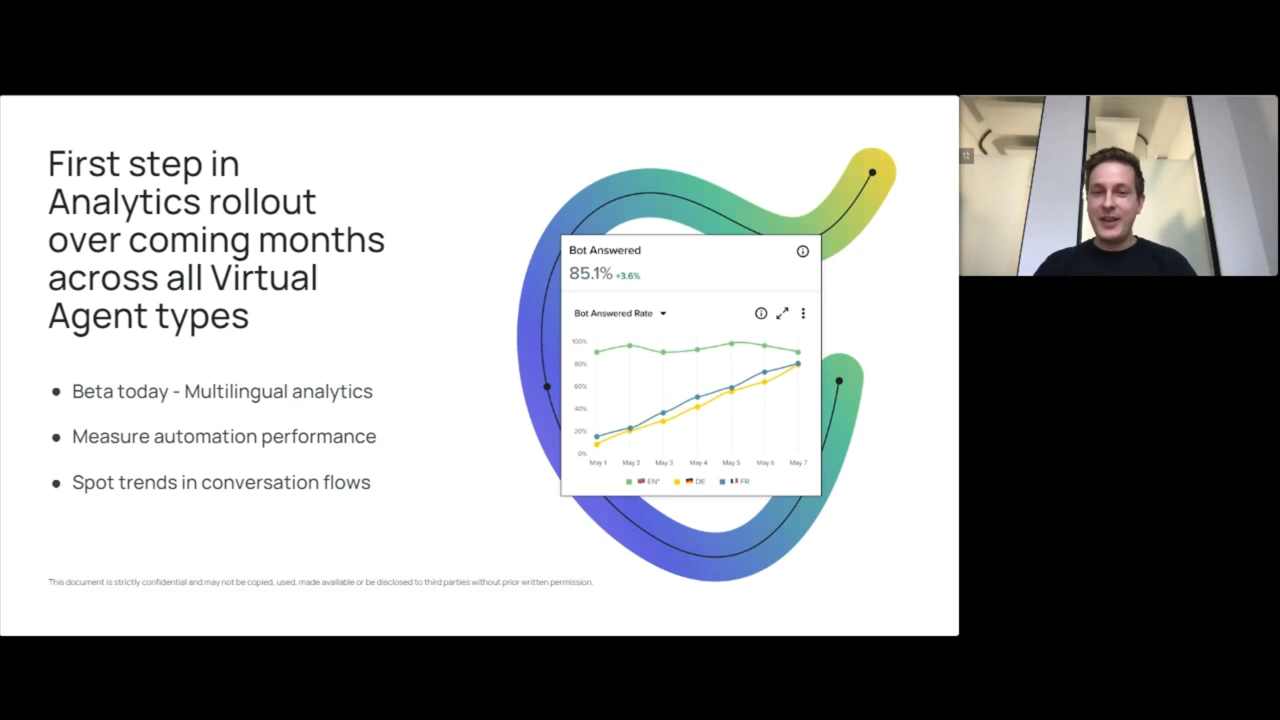 First step in
Analytics rollout
over coming months
across all Virtual
Agent types
• Beta today - Multilingual analytics
• Measure automation performance
• Spot trends in conversation flows
Bot Answered
85.1% +3.6%
Bot Answered Rate
100%
80%
60%
40%
20%
0%
May 1 May 2 May 3 May 4 May 5 May 6 May 7
EN* DE FR
This document is strictly confidential and may not be copied, used, made available or be disclosed to third parties without prior written permission.